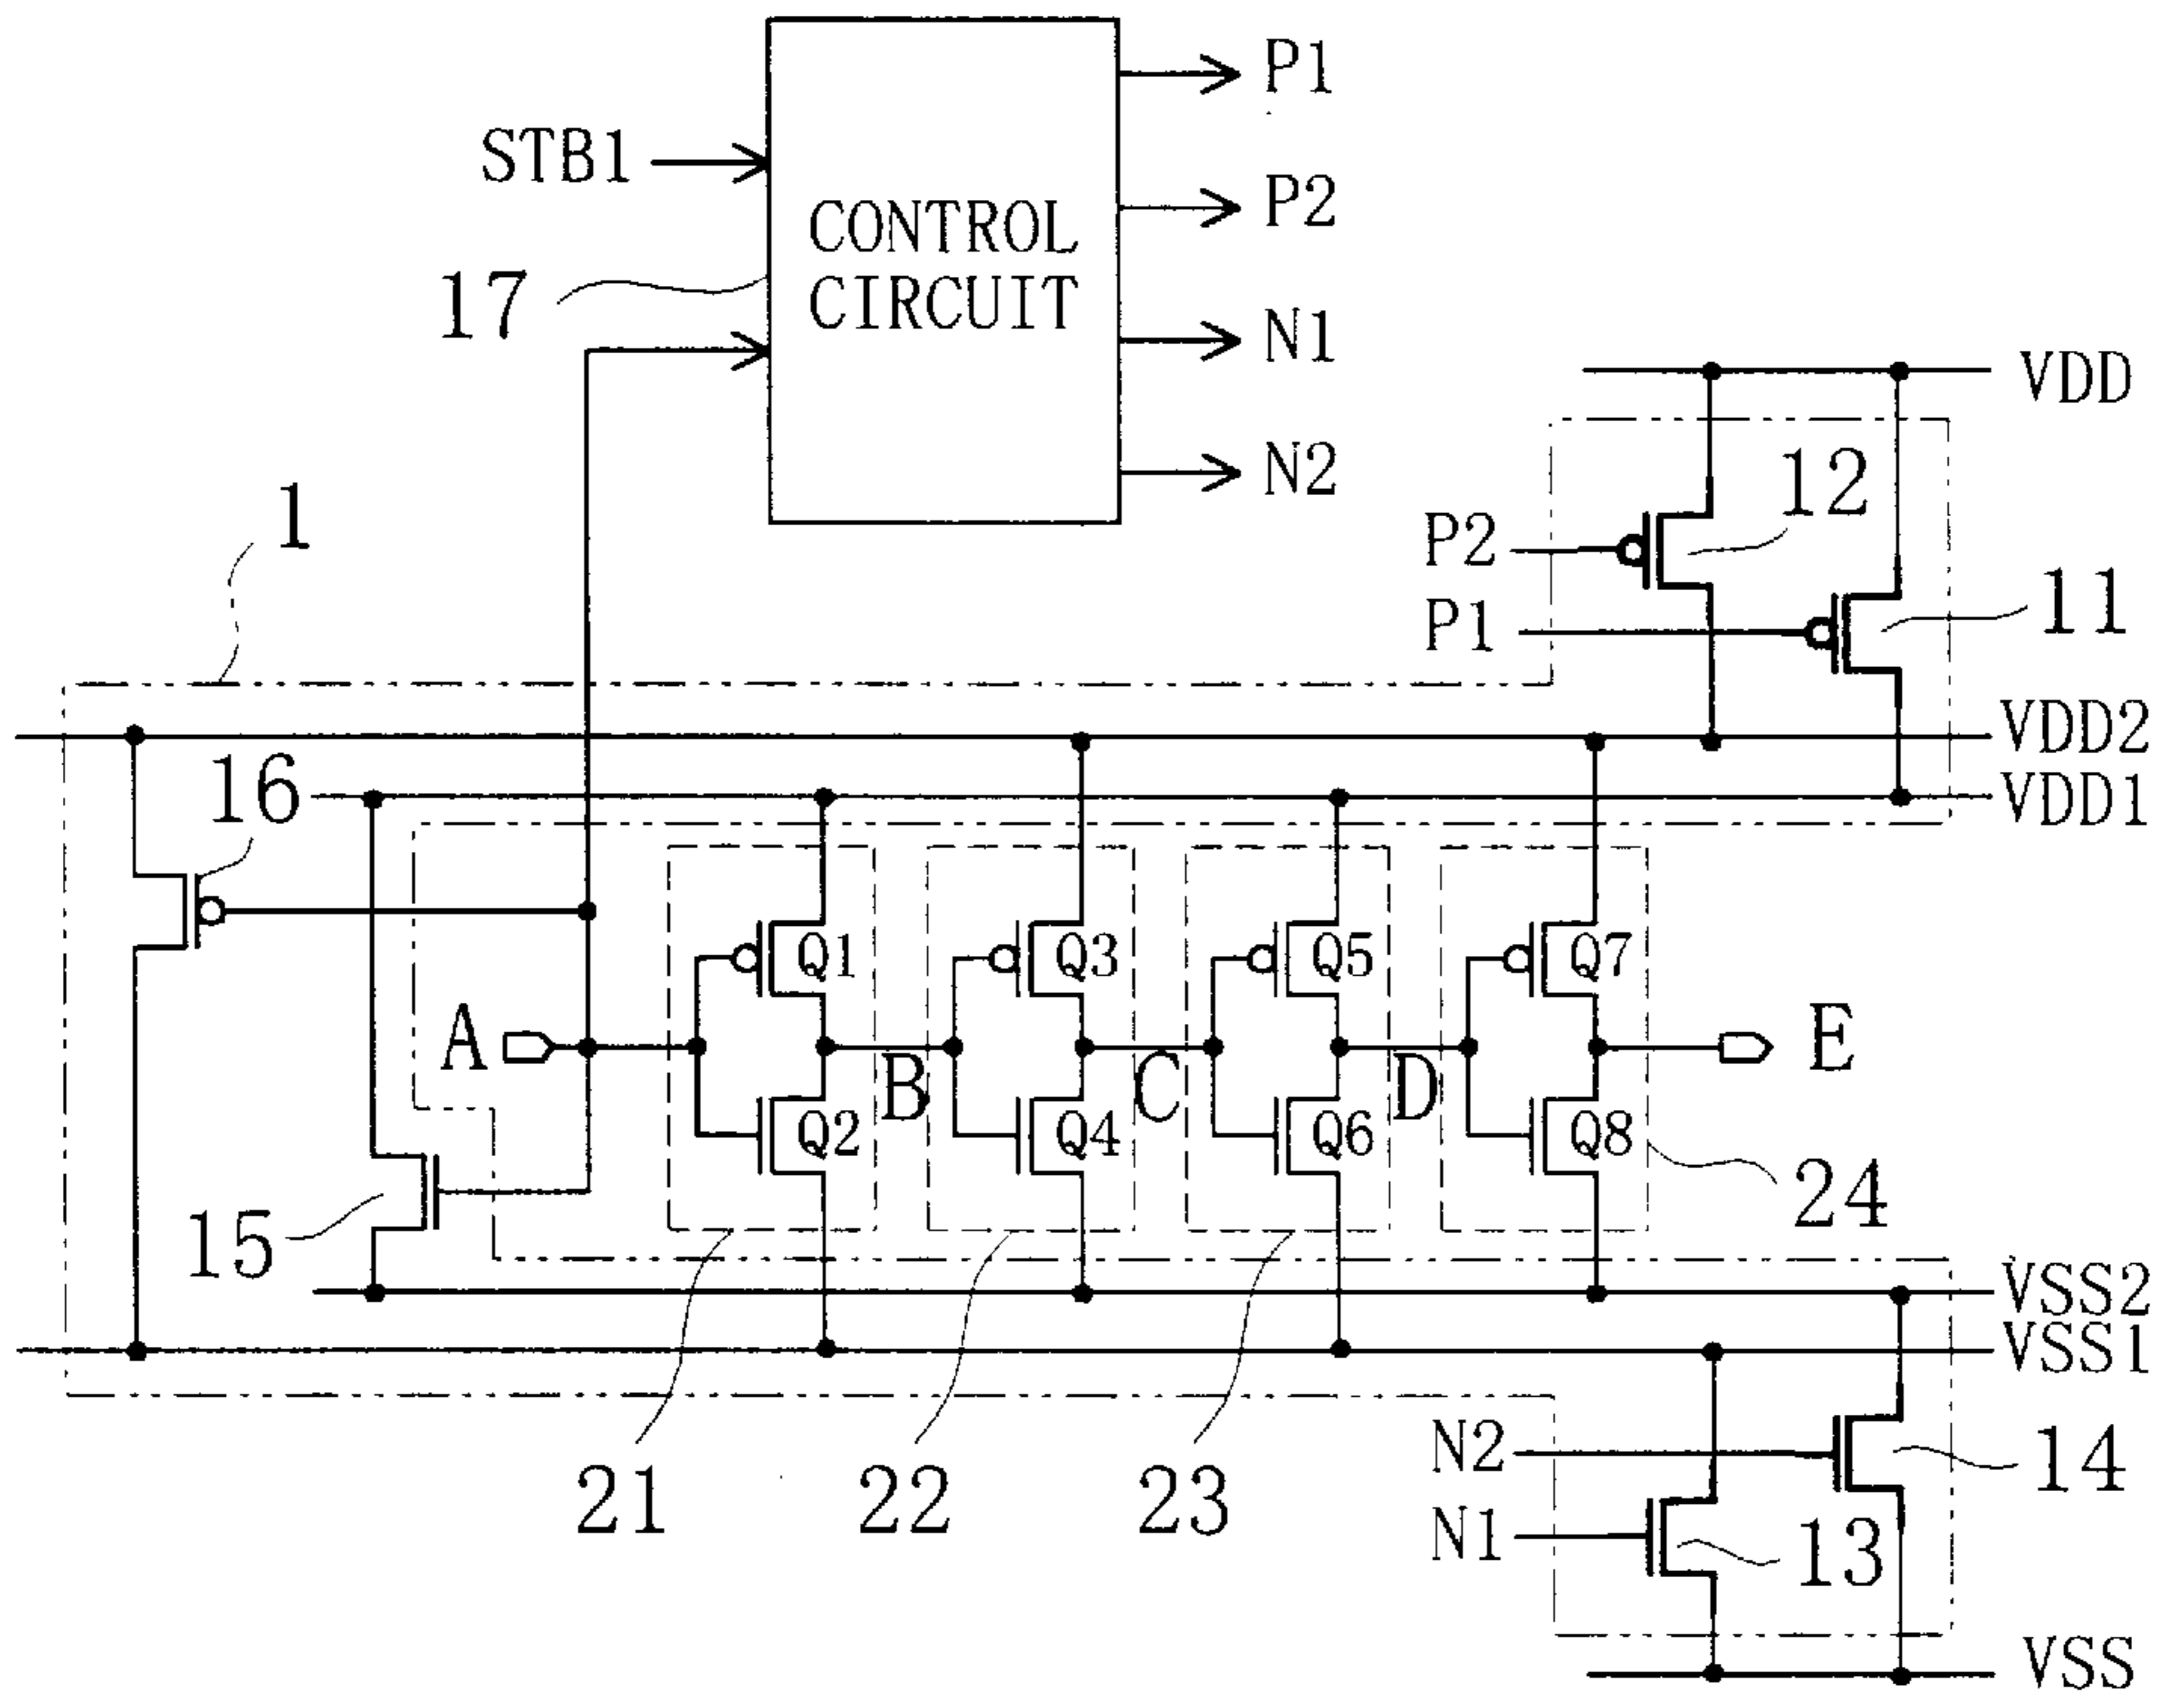 P1
STB1
P2
CONTROL
CIRCUIT
17
N1
VDD
N2
12
1
P2
11
P1
VDD2
16
VDD1
Q1
Q3
Q5
Q7
A
B
C
D
E
Q2
Q4
Q6
Q8
24
15
VSS2
VSS1
N2
14
21
22
23
N1
13
VSS